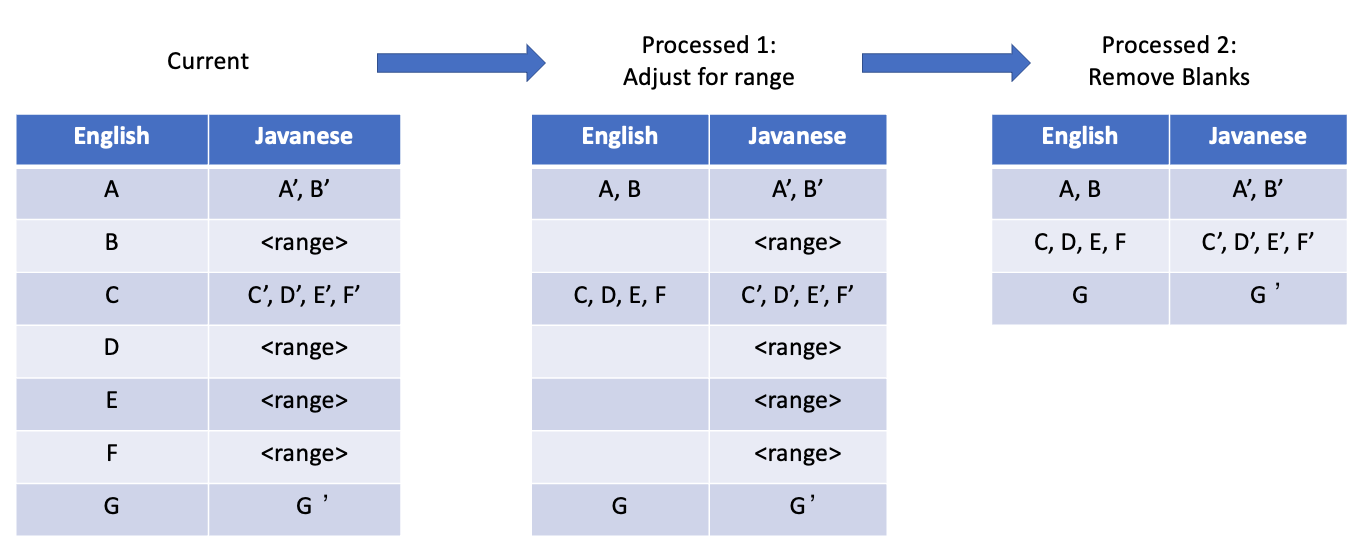 Current
Processed 1:
Adjust for range
Processed 2:
Remove Blanks
English Javanese
A A’, B’
B <range>
C C’, D’, E’, F’
D <range>
E <range>
F <range>
G G ’
English Javanese
A, B A’, B’
<range>
C, D, E, F C’, D’, E’, F’
<range>
<range>
<range>
G G’
English Javanese
A, B A’, B’
C, D, E, F C’, D’, E’, F’
G G ’